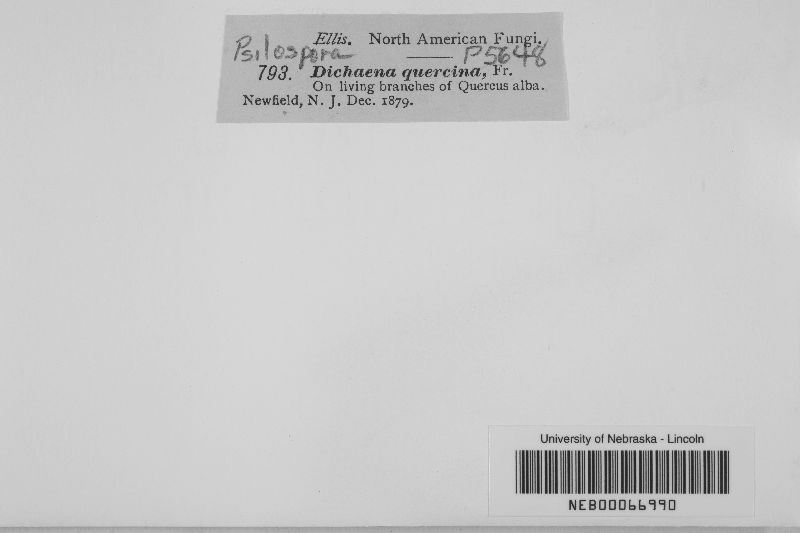 Ellis. North American Fungi.
Psilospora P5648
793. Dichaena quercina, Fr.
On living branches of Quercus alba.
Newfield, N. J. Dec. 1879.
University of Nebraska - Lincoln
NEB00066990